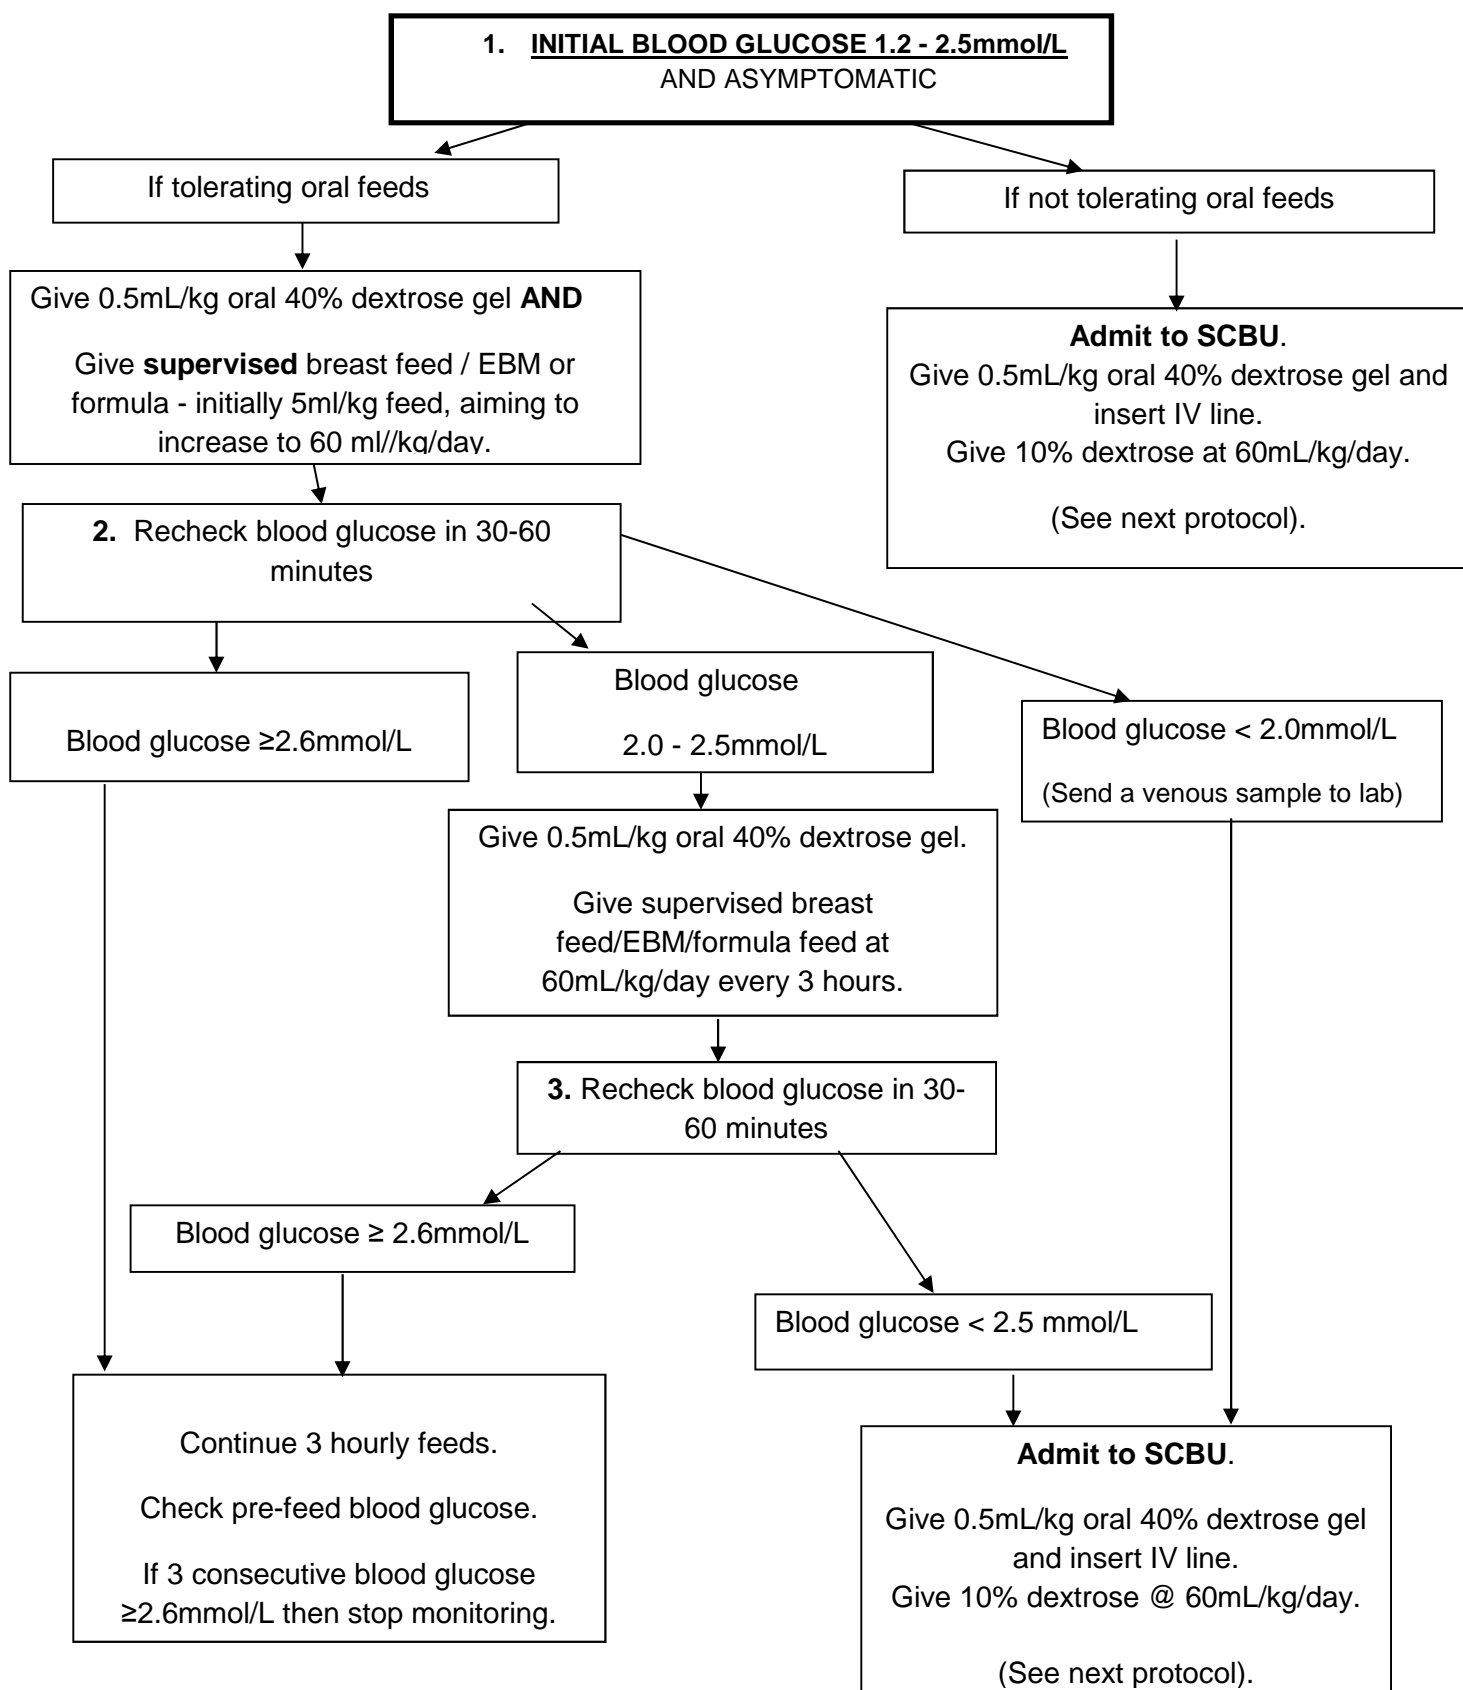 1. INITIAL BLOOD GLUCOSE 1.2 - 2.5mmol/L
AND ASYMPTOMATIC
If tolerating oral feeds
If not tolerating oral feeds
Give 0.5mL/kg oral 40% dextrose gel AND
Give supervised breast feed / EBM or
formula - initially 5ml/kg feed, aiming to
increase to 60 ml//kg/day.
Admit to SCBU.
Give 0.5mL/kg oral 40% dextrose gel and
insert IV line.
Give 10% dextrose at 60mL/kg/day.
(See next protocol).
2. Recheck blood glucose in 30-60
minutes
Blood glucose ≥2.6mmol/L
Blood glucose
2.0 - 2.5mmol/L
Blood glucose < 2.0mmol/L
(Send a venous sample to lab)
Give 0.5mL/kg oral 40% dextrose gel.
Give supervised breast
feed/EBM/formula feed at
60mL/kg/day every 3 hours.
3. Recheck blood glucose in 30-
60 minutes
Blood glucose ≥ 2.6mmol/L
Blood glucose < 2.5 mmol/L
Continue 3 hourly feeds.
Check pre-feed blood glucose.
If 3 consecutive blood glucose
≥2.6mmol/L then stop monitoring.
Admit to SCBU.
Give 0.5mL/kg oral 40% dextrose gel
and insert IV line.
Give 10% dextrose @ 60mL/kg/day.
(See next protocol).